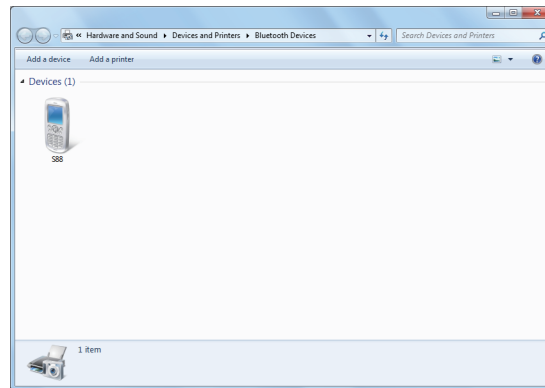 « Hardware and Sound ▸ Devices and Printers ▸ Bluetooth Devices
Search Devices and Printers
Add a device Add a printer
Devices (1)
S88
1 item